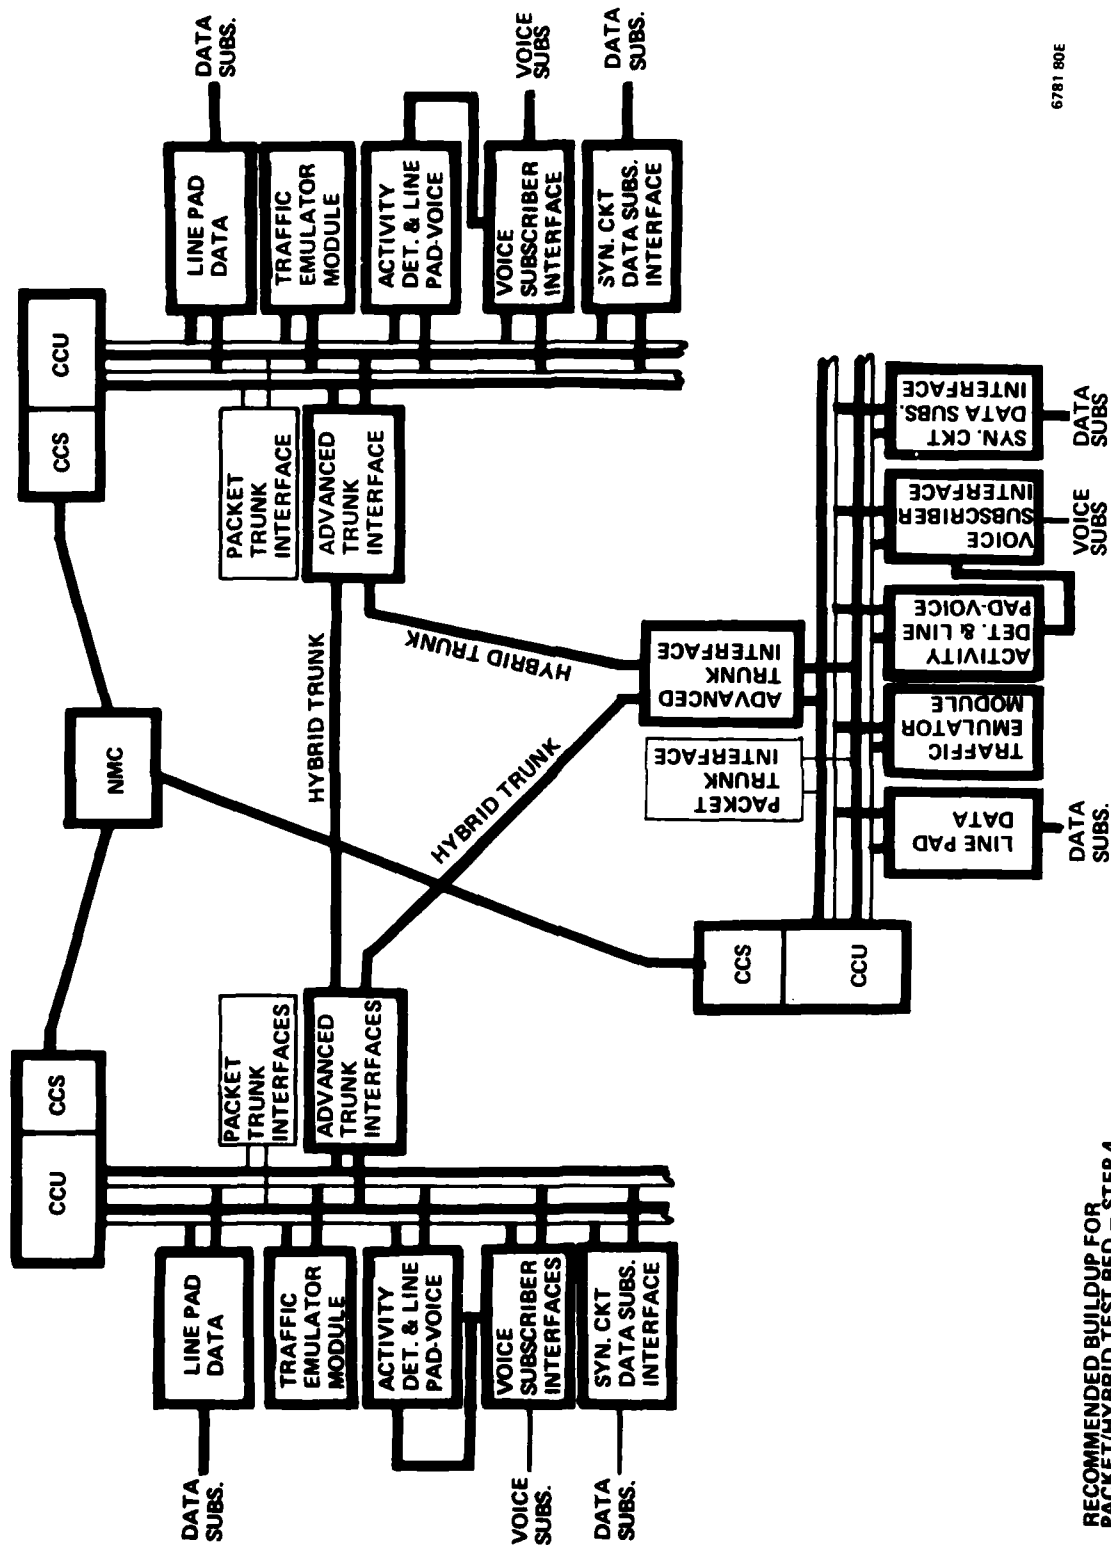 CCU
CCS
NMC
CCS
CCU
DATA
SUBS.
LINE PAD
DATA
TRAFFIC
EMULATOR
MODULE
ACTIVITY
DET. & LINE
PAD-VOICE
VOICE
SUBS.
VOICE
SUBSCRIBER
INTERFACES
DATA
SUBS.
SYN. CKT
DATA SUBS.
INTERFACE
PACKET
TRUNK
INTERFACES
ADVANCED
TRUNK
INTERFACES
HYBRID TRUNK
HYBRID TRUNK
HYBRID TRUNK
PACKET
TRUNK
INTERFACE
ADVANCED
TRUNK
INTERFACE
LINE PAD
DATA
DATA
SUBS.
TRAFFIC
EMULATOR
MODULE
ACTIVITY
DET. & LINE
PAD-VOICE
VOICE
SUBSCRIBER
INTERFACE
VOICE
SUBS
SYN. CKT
DATA SUBS.
INTERFACE
DATA
SUBS.
CCS
CCU
PACKET
TRUNK
INTERFACE
ADVANCED
TRUNK
INTERFACE
LINE PAD
DATA
DATA
SUBS.
TRAFFIC
EMULATOR
MODULE
ACTIVITY
DET. & LINE
PAD-VOICE
VOICE
SUBSCRIBER
INTERFACE
VOICE
SUBS
SYN. CKT
DATA SUBS.
INTERFACE
DATA
SUBS
RECOMMENDED BUILDUP FOR
PACKET/HYBRID TEST BED – STEP 4
6781 80E